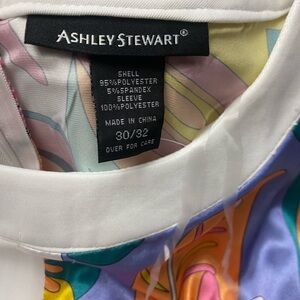 ASHLEY STEWART®
SHELL
95%POLYESTER
5%SPANDEX
SLEEVE
100%POLYESTER
MADE IN CHINA
30/32
OVER FOR CARE